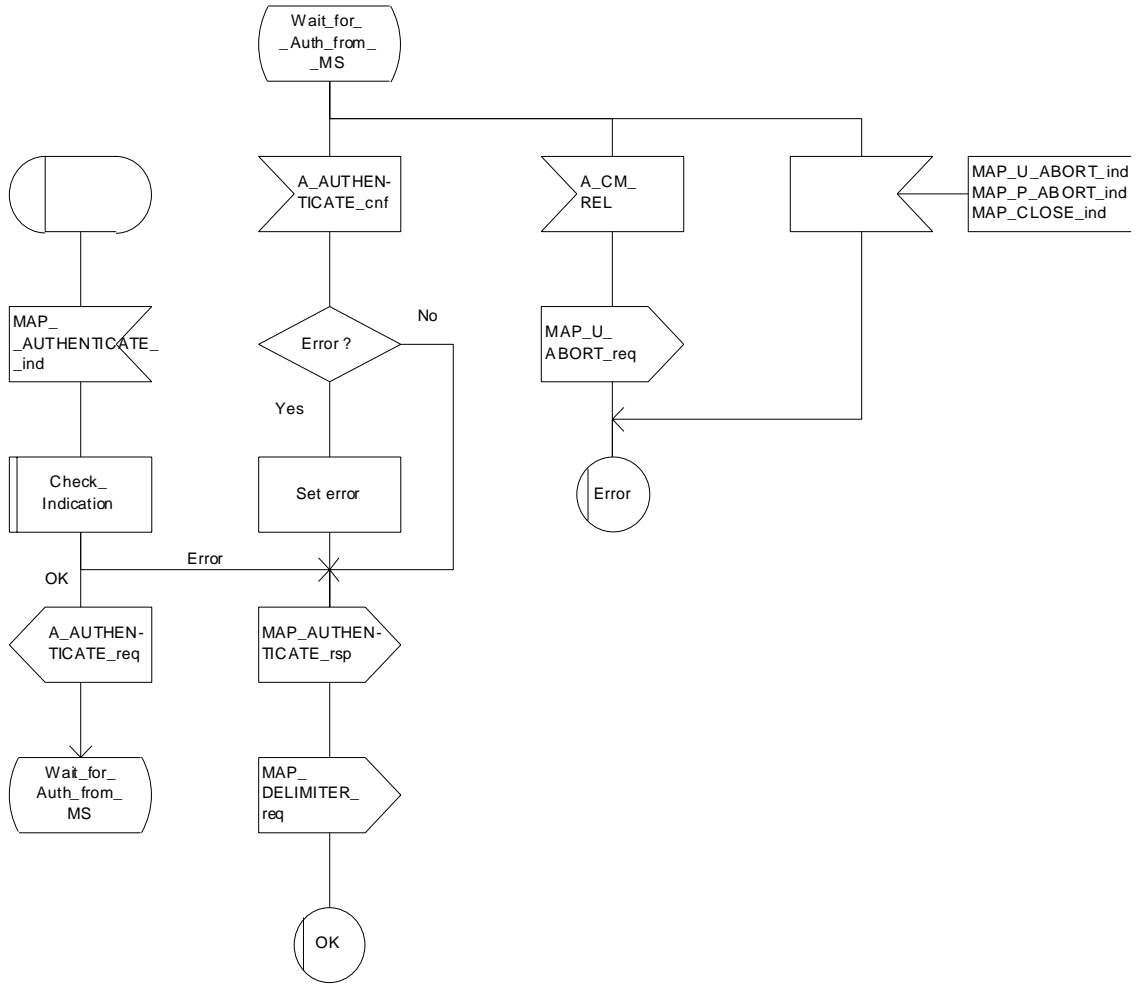 Wait_for_
_Auth_from_
_MS
A_AUTHEN-
TICATE_cnf
A_CM_
REL
MAP_U_ABORT_ind
MAP_P_ABORT_ind
MAP_CLOSE_ind
MAP_
_AUTHENTICATE_
_ind
Error ?
No
MAP_U_
ABORT_req
Yes
Check_
Indication
Set error
Error
Error
OK
A_AUTHEN-
TICATE_req
MAP_AUTHEN-
TICATE_rsp
Wait_for_
Auth_from_
MS
MAP_
DELIMITER_
req
OK